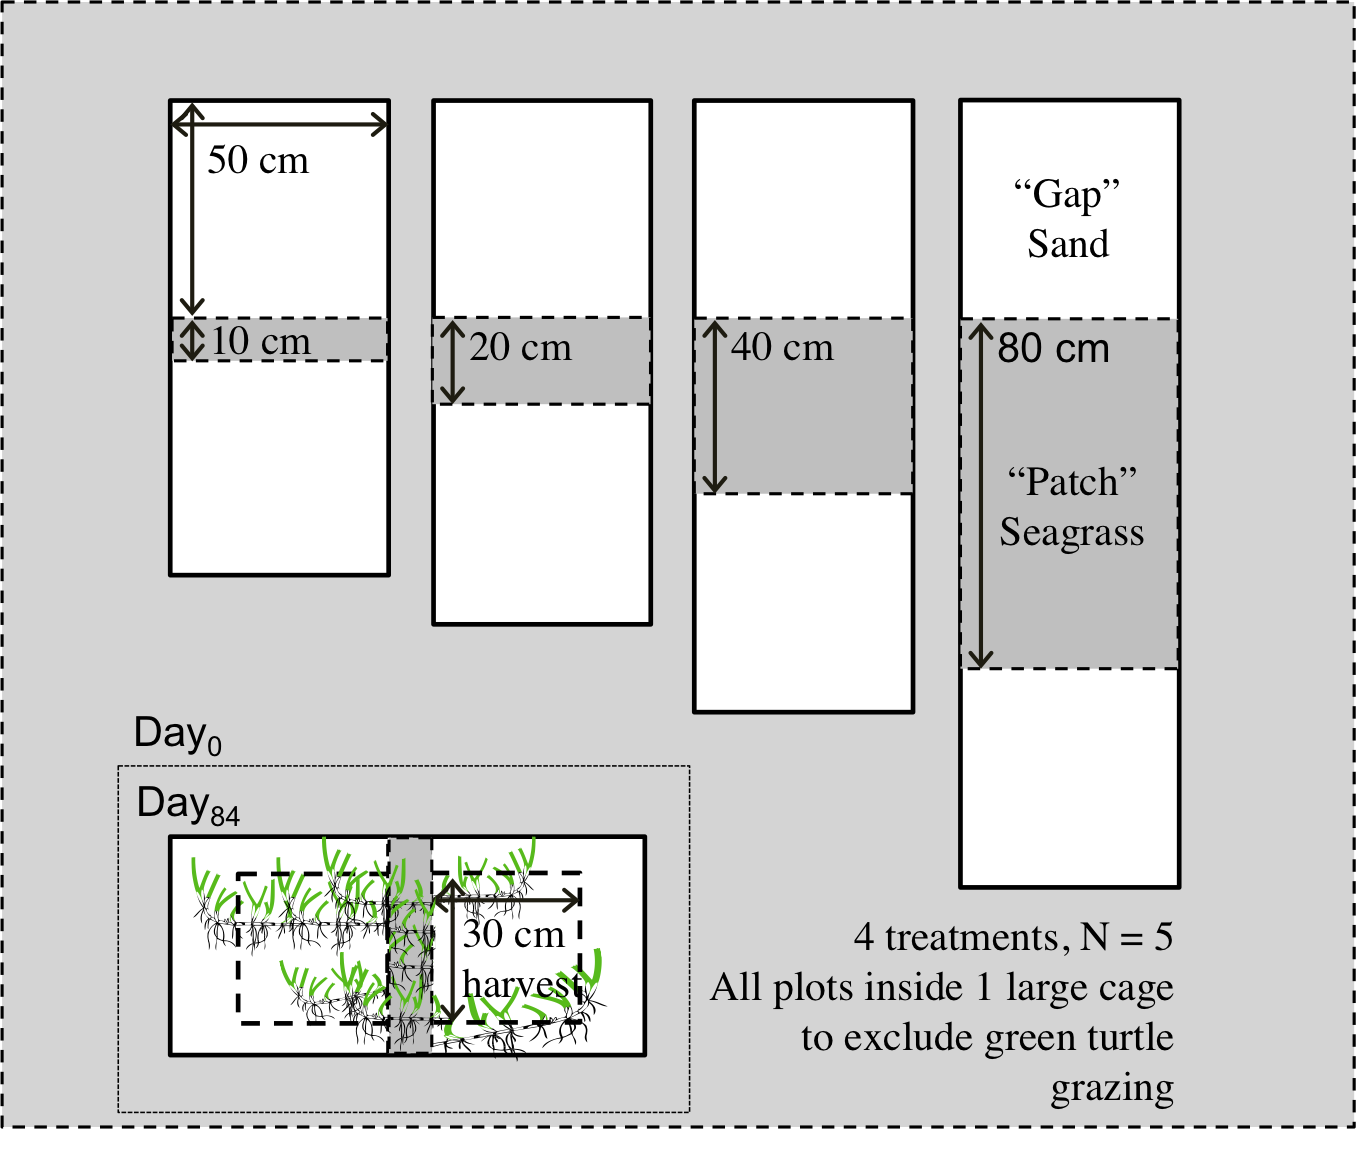 50 cm
10 cm
20 cm
40 cm
“Gap”
Sand
80 cm
“Patch”
Seagrass
Day0
Day84
30 cm
harvest
4 treatments, N = 5
All plots inside 1 large cage
to exclude green turtle
grazing